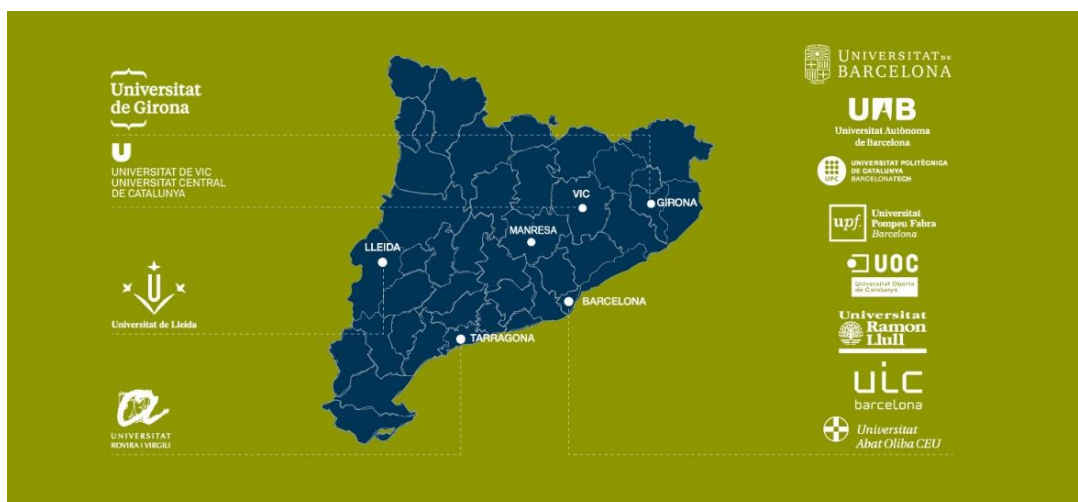 Universitat
de Girona
U
UNIVERSITAT DE VIC
UNIVERSITAT CENTRAL
DE CATALUNYA
Universitat de Lleida
UNIVERSITAT
ROVIRA I VIRGILI
VIC
GIRONA
MANRESA
LLEIDA
BARCELONA
TARRAGONA
UNIVERSITAT DE
BARCELONA
UAB
Universitat Autònoma
de Barcelona
UPC
UNIVERSITAT POLITÈCNICA
DE CATALUNYA
BARCELONATECH
upf.
Universitat
Pompeu Fabra
Barcelona
UOC
Universitat Oberta
de Catalunya
Universitat
Ramon
Llull
uic
barcelona
Universitat
Abat Oliba CEU